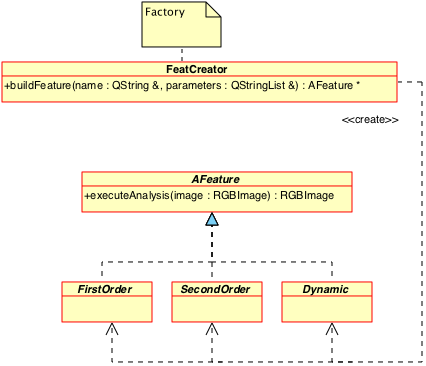 Factory
FeatCreator
+buildFeature(name : QString &, parameters : QStringList &) : AFeature *
<<create>>
AFeature
+executeAnalysis(image : RGBImage) : RGBImage
FirstOrder
SecondOrder
Dynamic